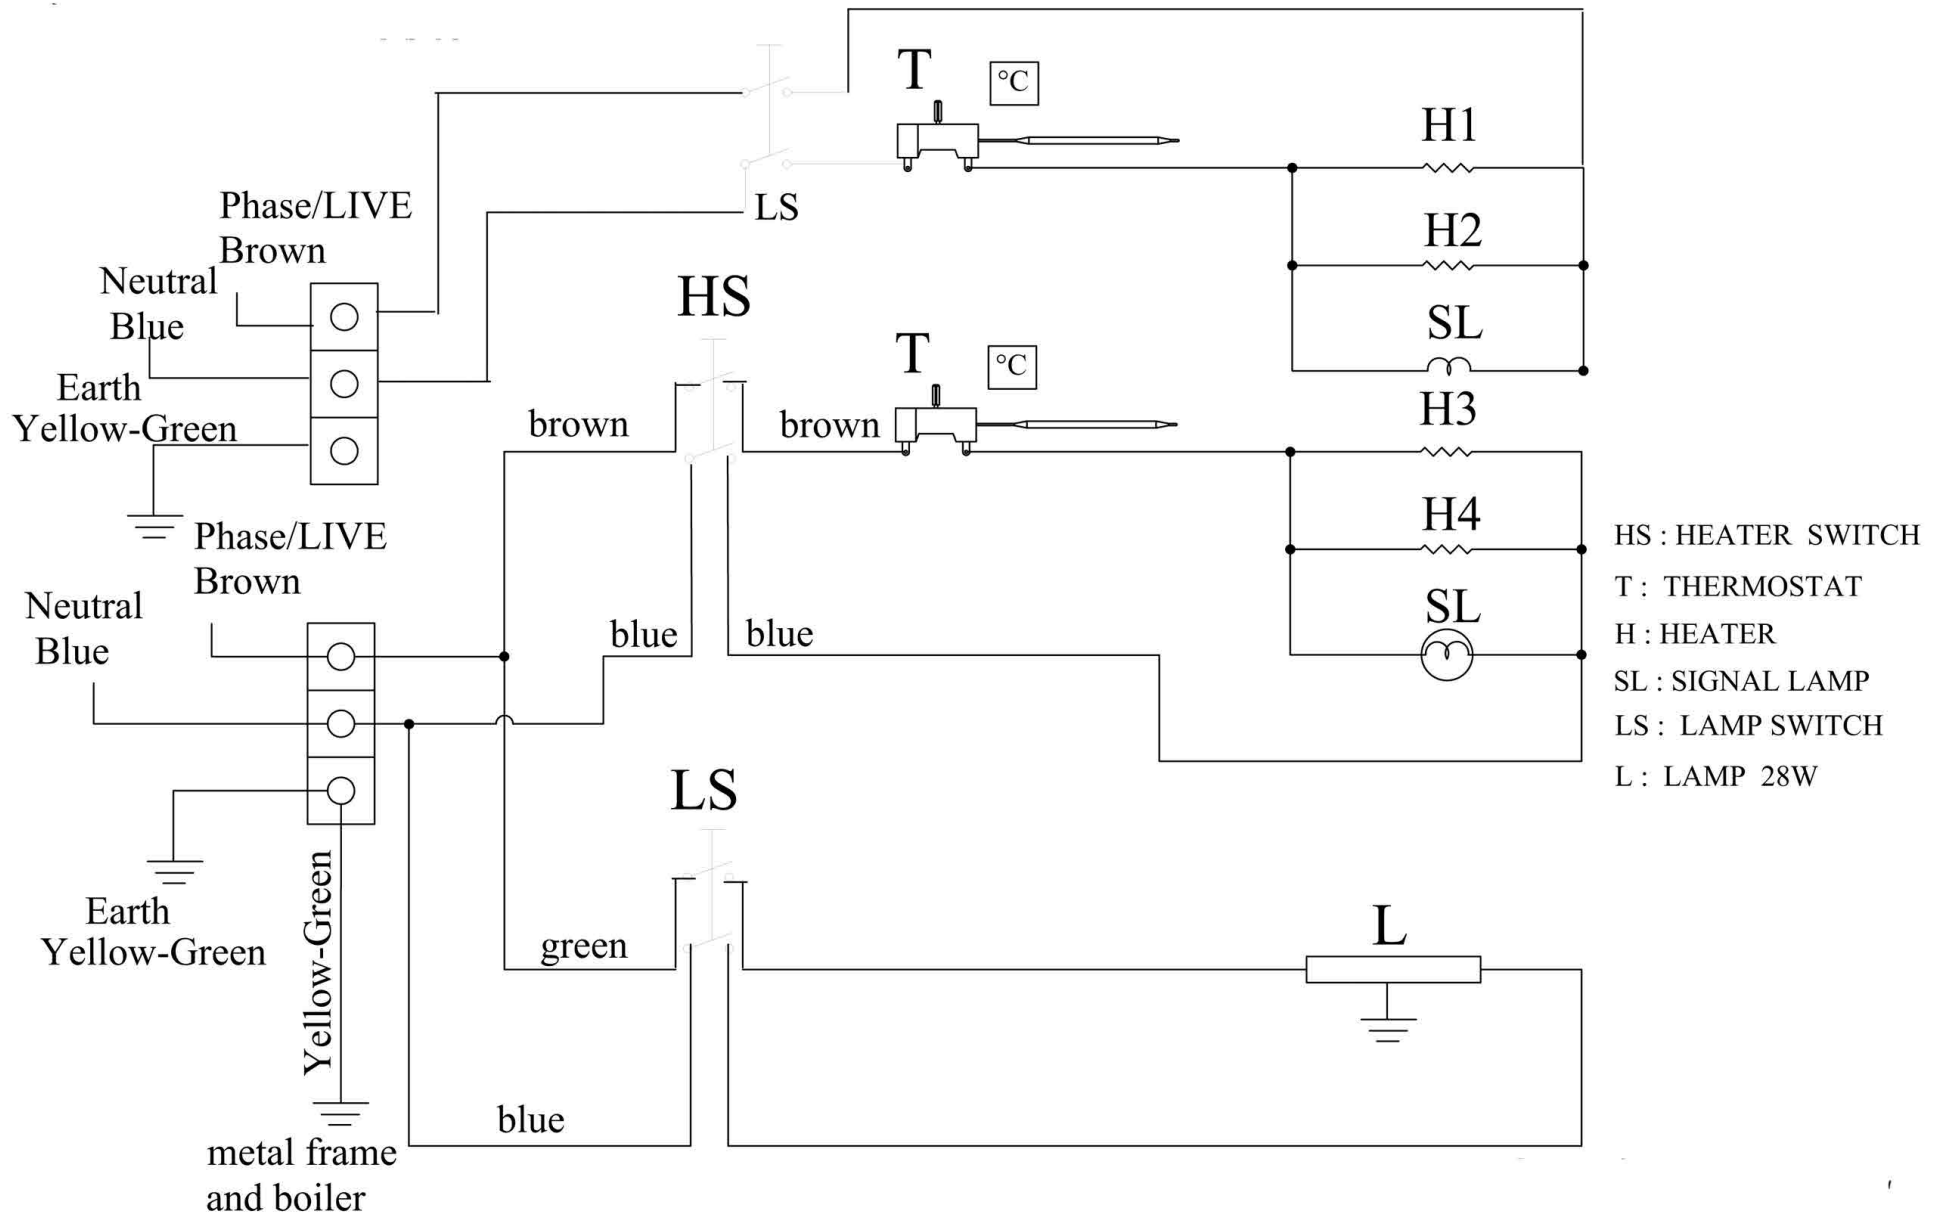 T
°C
H1
Phase/LIVE
Brown
LS
H2
Neutral
Blue
HS
SL
T
°C
Earth
Yellow-Green
brown
brown
H3
Phase/LIVE
Brown
H4
HS : HEATER SWITCH
T : THERMOSTAT
H : HEATER
SL : SIGNAL LAMP
LS : LAMP SWITCH
L : LAMP 28W
Neutral
Blue
SL
blue
blue
LS
Earth
Yellow-Green
Yellow-Green
green
L
blue
metal frame
and boiler